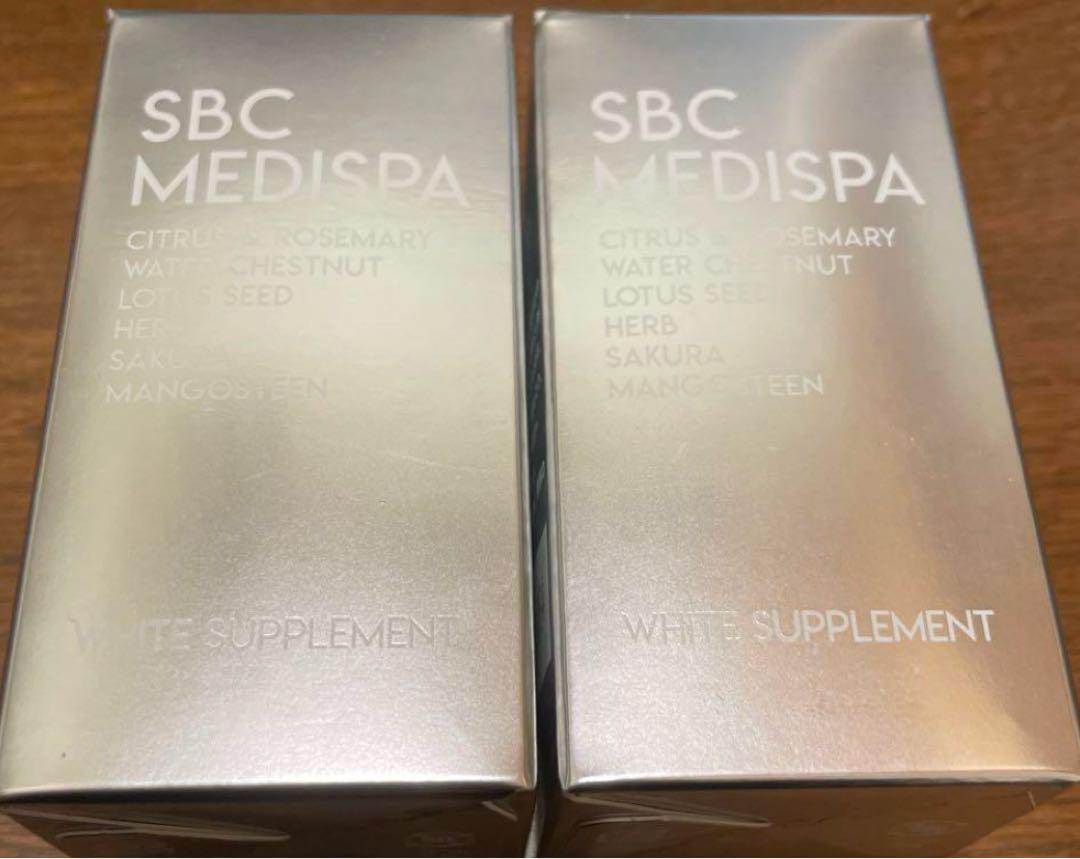 SBC
MEDISPA
CITRUS & ROSEMARY
WATER CHESTNUT
LOTUS SEED
HERB
SAKURA
MANGOSTEEN
WHITE SUPPLEMENT
SBC
MEDISPA
CITRUS & ROSEMARY
WATER CHESTNUT
LOTUS SEED
HERB
SAKURA
MANGOSTEEN
WHITE SUPPLEMENT